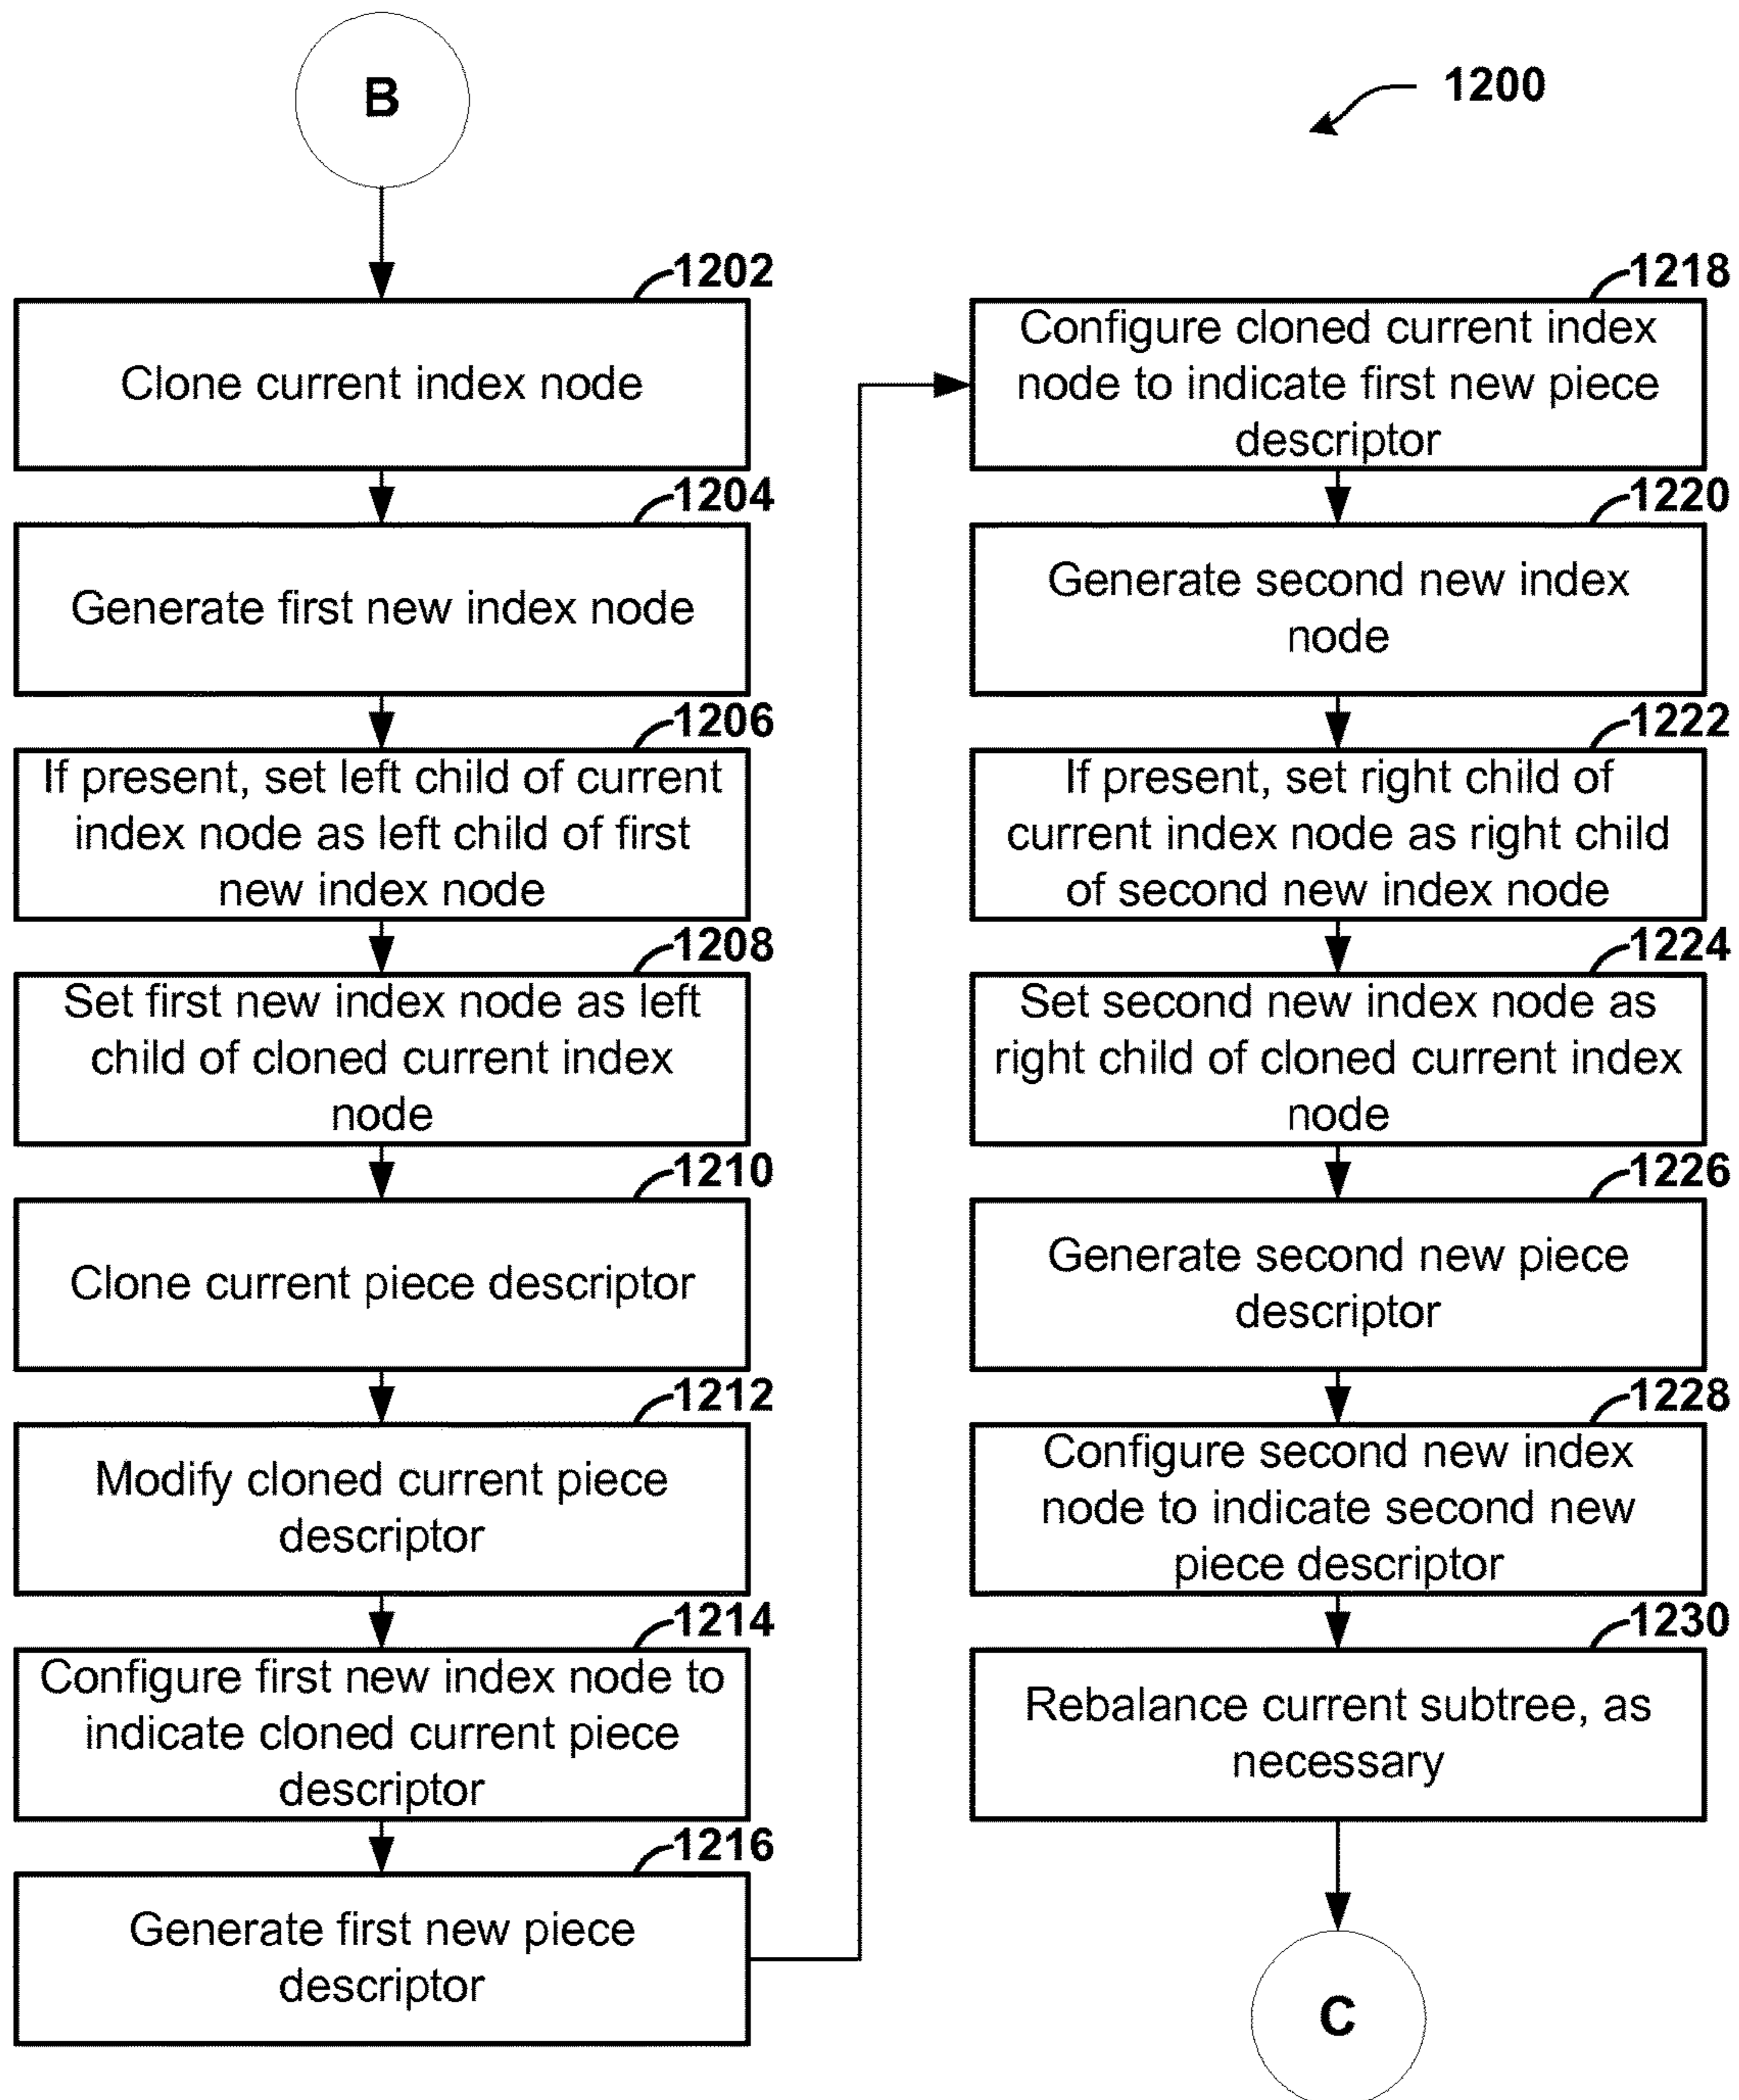 B
1200
1202
Clone current index node
1204
Generate first new index node
1206
If present, set left child of current
index node as left child of first
new index node
1208
Set first new index node as left
child of cloned current index
node
1210
Clone current piece descriptor
1212
Modify cloned current piece
descriptor
1214
Configure first new index node to
indicate cloned current piece
descriptor
1216
Generate first new piece
descriptor
1218
Configure cloned current index
node to indicate first new piece
descriptor
1220
Generate second new index
node
1222
If present, set right child of
current index node as right child
of second new index node
1224
Set second new index node as
right child of cloned current index
node
1226
Generate second new piece
descriptor
1228
Configure second new index
node to indicate second new
piece descriptor
1230
Rebalance current subtree, as
necessary
C